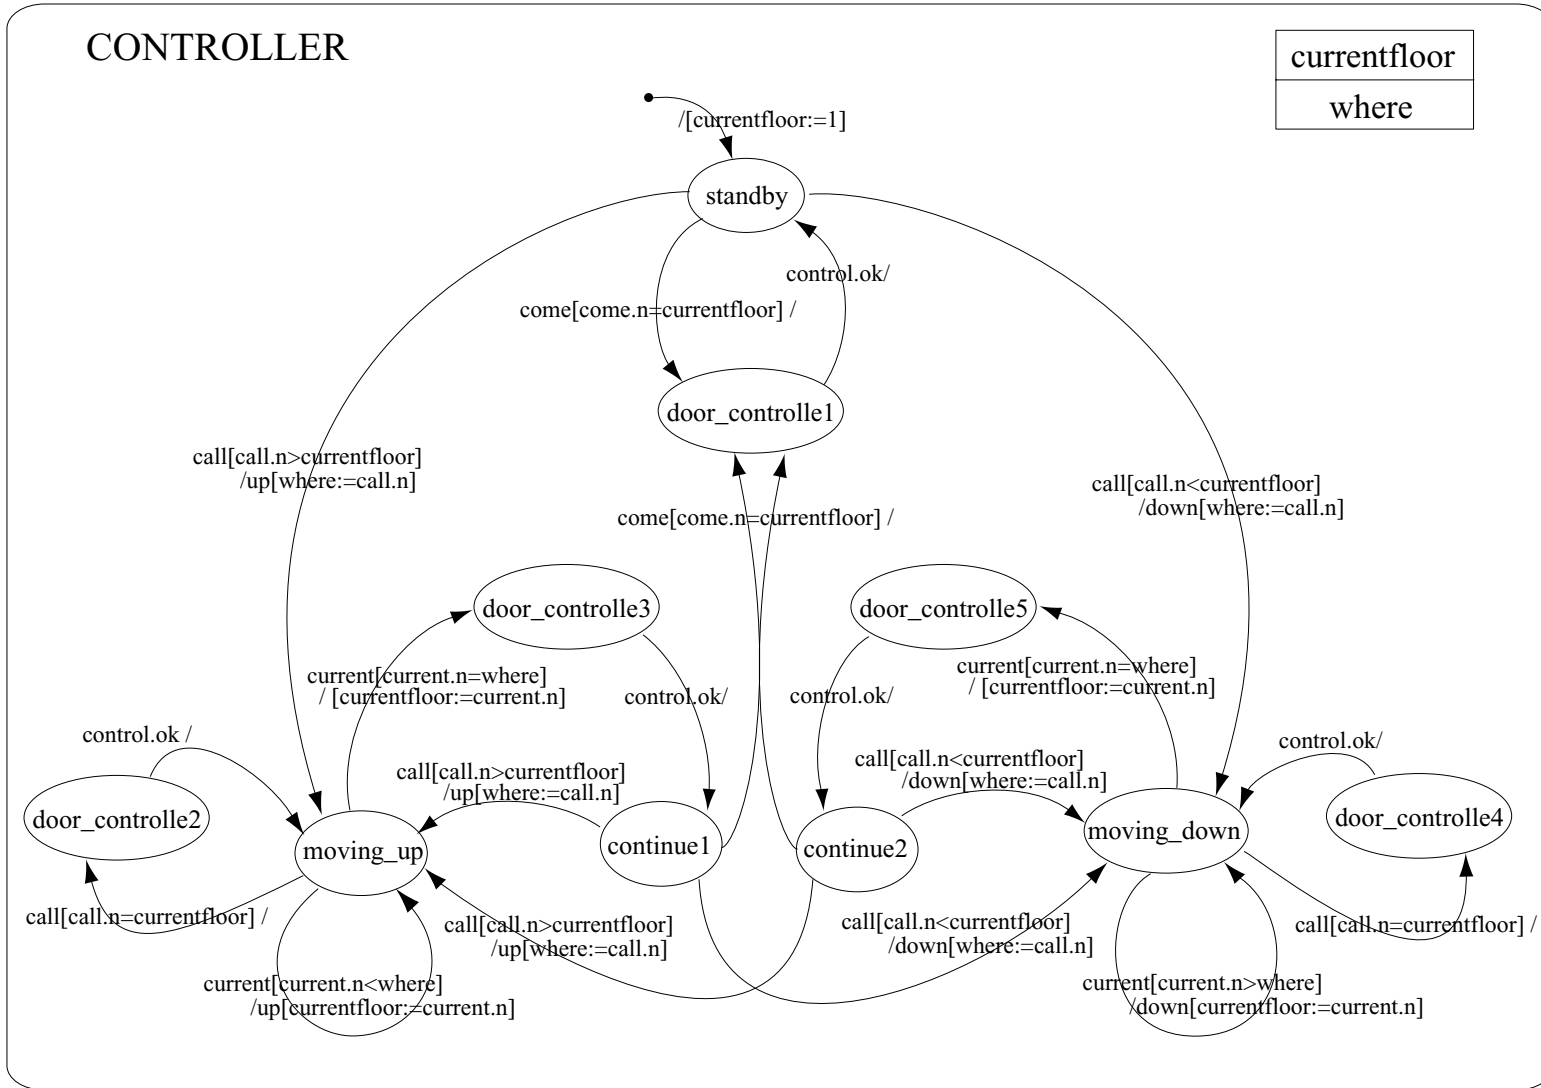 CONTROLLER
currentfloor
where
/[currentfloor:=1]
standby
control.ok/
come[come.n=currentfloor] /
door_controlle1
call[call.n>currentfloor]
/up[where:=call.n]
call[call.n<currentfloor]
/down[where:=call.n]
come[come.n=currentfloor] /
door_controlle3
door_controlle5
current[current.n=where]
/ [currentfloor:=current.n]
control.ok/
current[current.n=where]
/ [currentfloor:=current.n]
control.ok/
control.ok /
control.ok/
call[call.n>currentfloor]
/up[where:=call.n]
call[call.n<currentfloor]
/down[where:=call.n]
door_controlle2
moving_up
continue1
continue2
moving_down
door_controlle4
call[call.n=currentfloor] /
call[call.n>currentfloor]
/up[where:=call.n]
call[call.n<currentfloor]
/down[where:=call.n]
call[call.n=currentfloor] /
current[current.n<where]
/up[currentfloor:=current.n]
current[current.n>where]
/down[currentfloor:=current.n]